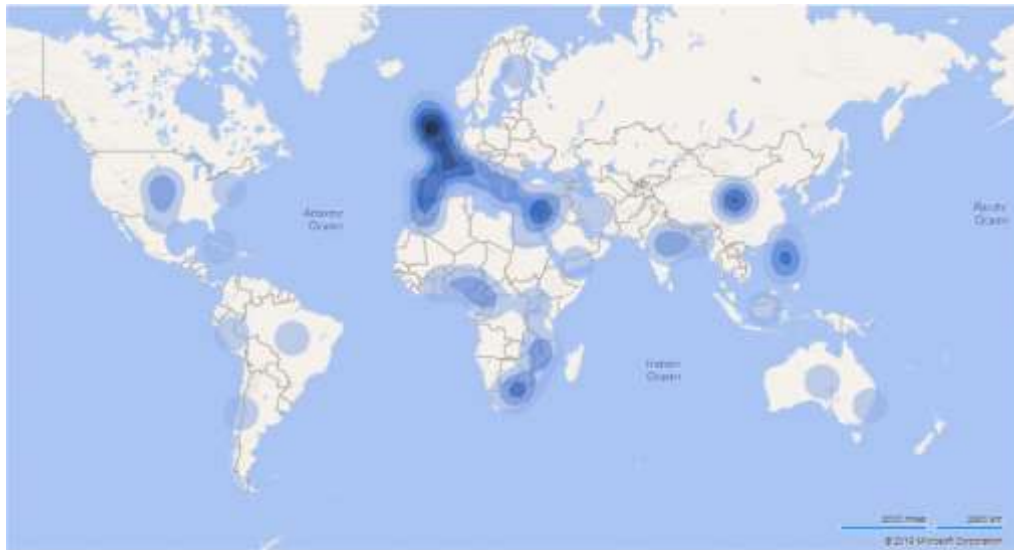 Atlantic
Ocean
Pacific
Ocean
Indian
Ocean
© 2019 Microsoft Corporation